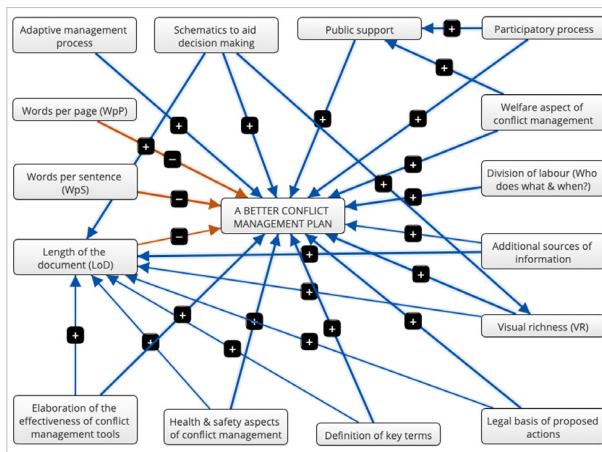 Adaptive management
process
Schematics to aid
decision making
Public support
+
Participatory process
Words per page (WpP)
+
+
+
+
Welfare aspect of
conflict management
+
−
+
Words per sentence
(WpS)
−
+
+
Division of labour (Who
does what & when?)
A BETTER CONFLICT
MANAGEMENT PLAN
+
Length of the
document (LoD)
−
+
Additional sources of
information
+
+
+
+
+
+
Visual richness (VR)
+
+
+
+
Elaboration of the
effectiveness of conflict
management tools
Health & safety aspects
of conflict management
Definition of key terms
Legal basis of proposed
actions